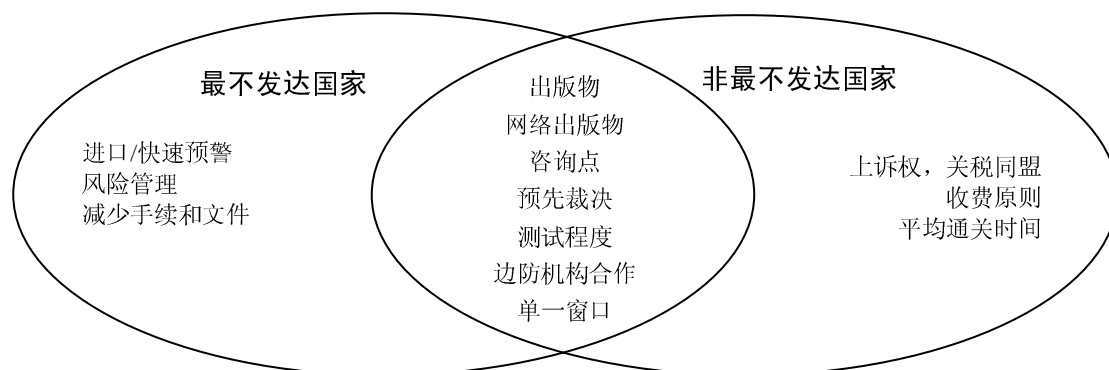 最不发达国家
进口/快速预警
风险管理
减少手续和文件
出版物
网络出版物
咨询点
预先裁决
测试程度
边防机构合作
单一窗口
非最不发达国家
上诉权，关税同盟
收费原则
平均通关时间